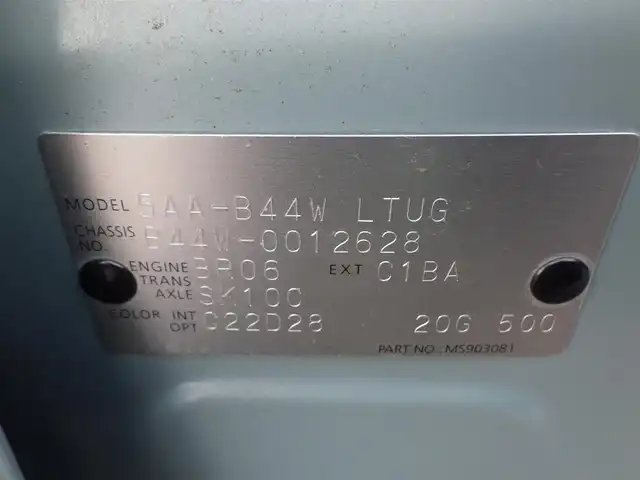 MODEL 5AA-B44W LTUG
CHASSIS NO. B44W-0012628
ENGINE BR06 EXT C1BA
TRANS AXLE SK100
COLOR INT OPT C22D28 20G 500
PART NO.: MS903081